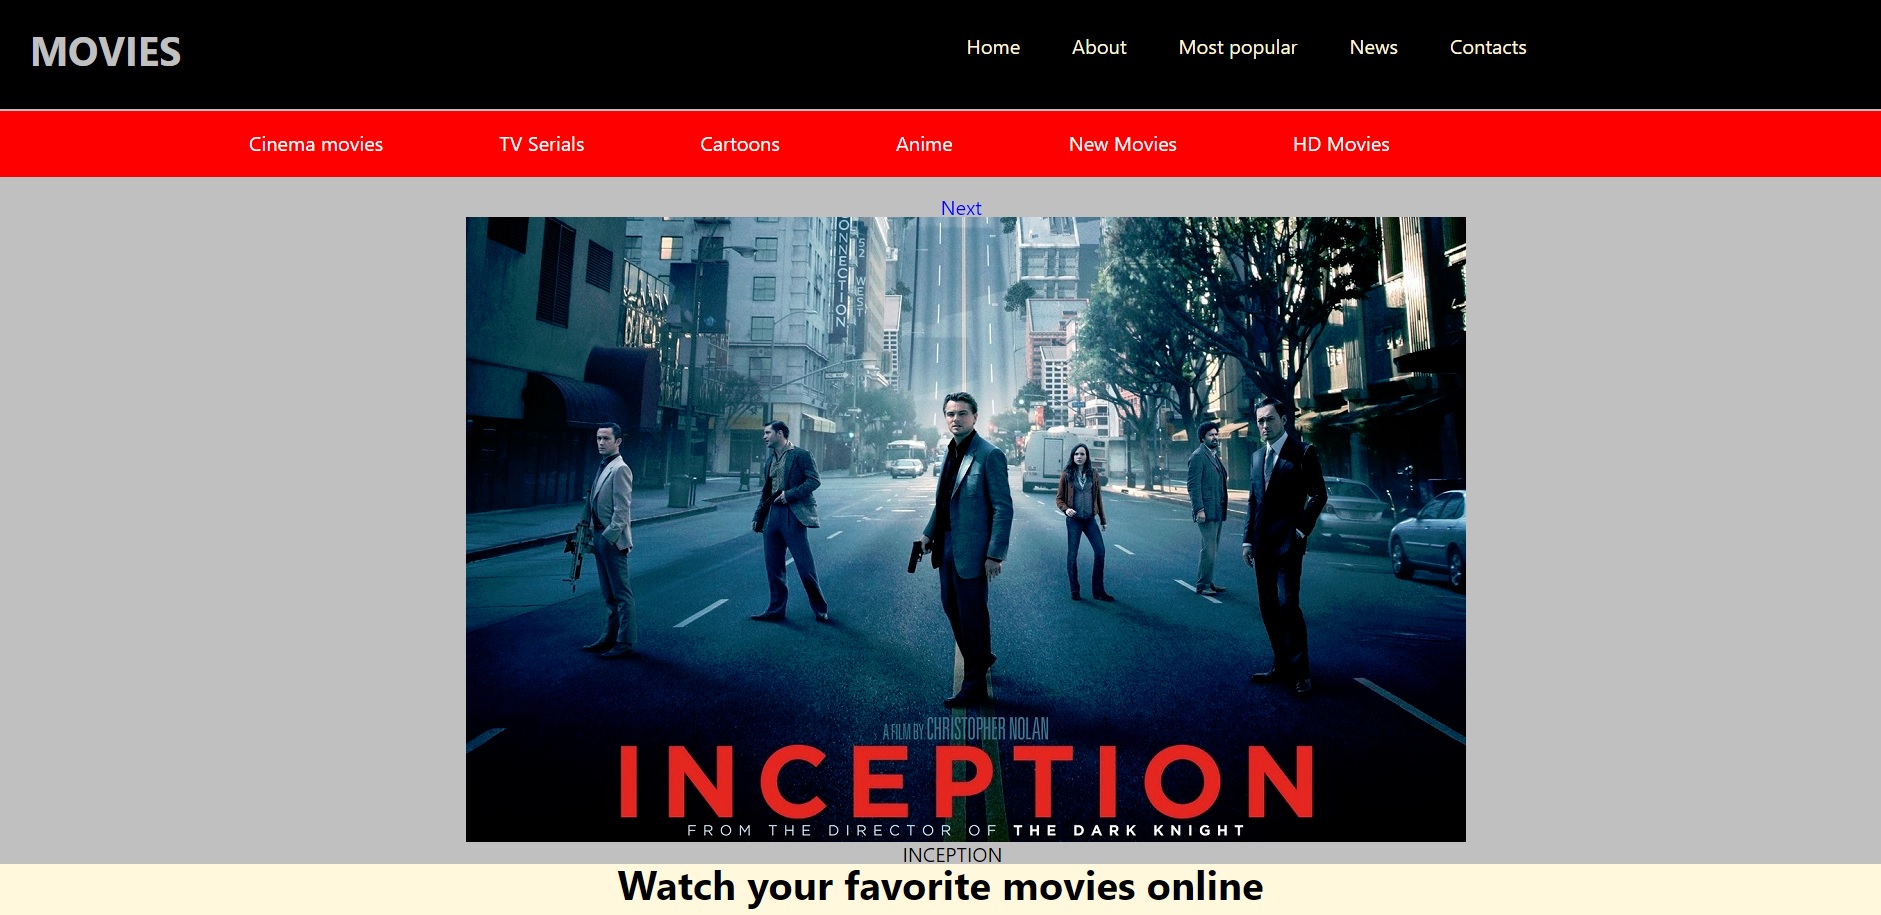 MOVIES
Home About Most popular News Contacts
Cinema movies TV Serials Cartoons Anime New Movies HD Movies
Next
ONNECTION
52 WEST
A FILM BY CHRISTOPHER NOLAN
INCEPTION
FROM THE DIRECTOR OF THE DARK KNIGHT
INCEPTION
Watch your favorite movies online